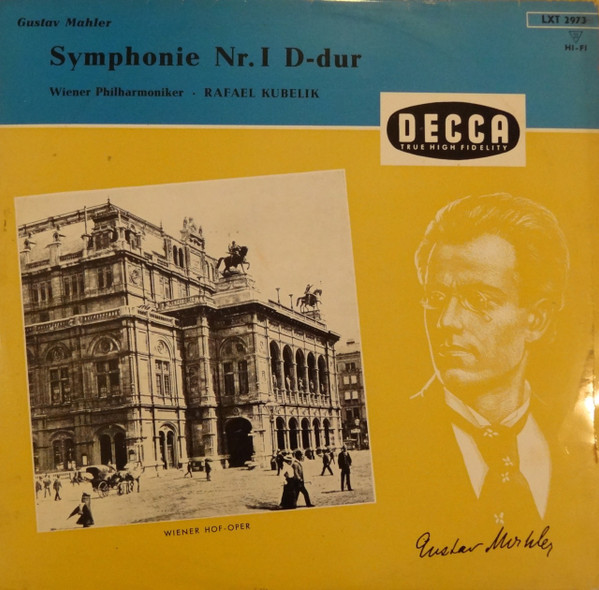 Gustav Mahler
LXT 2973
HI-FI
Symphonie Nr. I D-dur
Wiener Philharmoniker · RAFAEL KUBELIK
DECCA
TRUE HIGH FIDELITY
WIENER HOF-OPER
Gustav Mahler